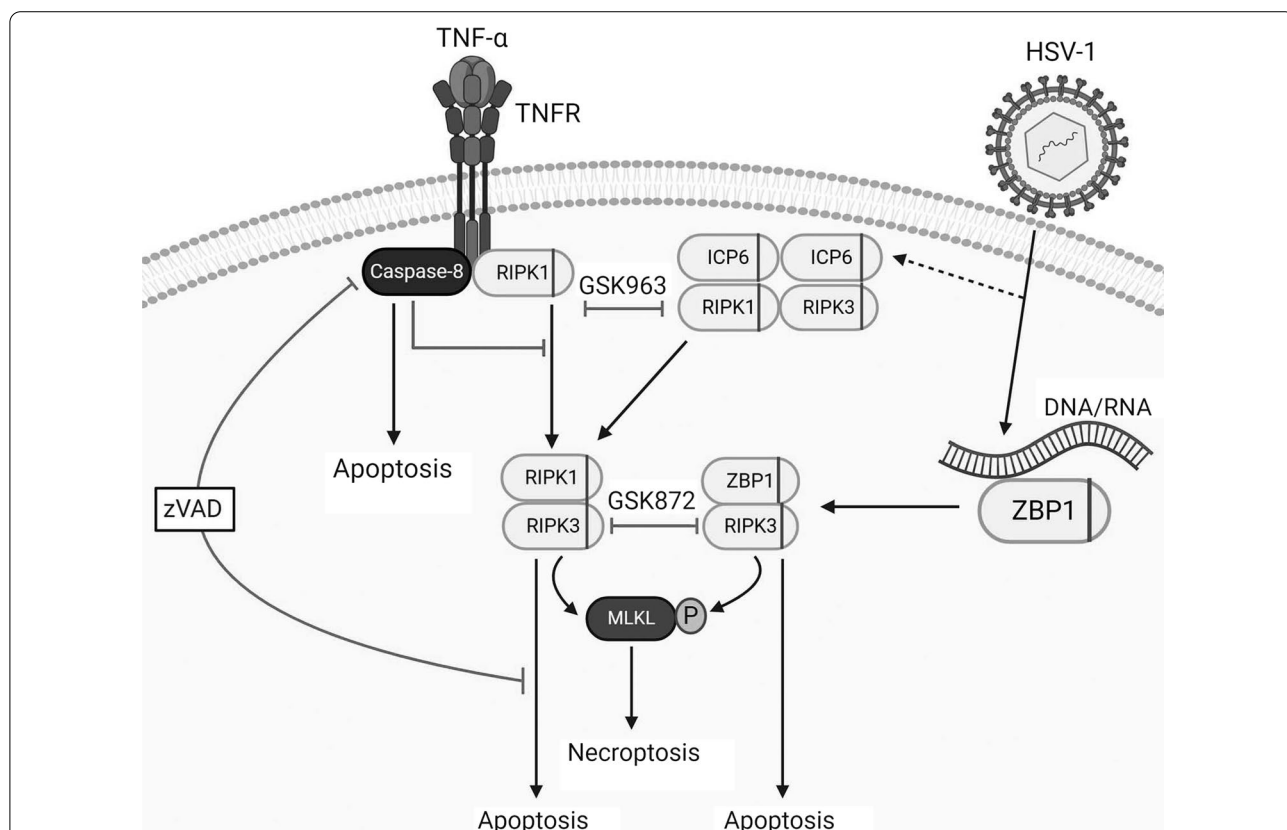 TNF-α
HSV-1
TNFR
ICP6
ICP6
Caspase-8
RIPK1
GSK963
RIPK1
RIPK3
DNA/RNA
Apoptosis
RIPK1
ZBP1
GSK872
zVAD
ZBP1
RIPK3
RIPK3
MLKL
P
Necroptosis
Apoptosis
Apoptosis